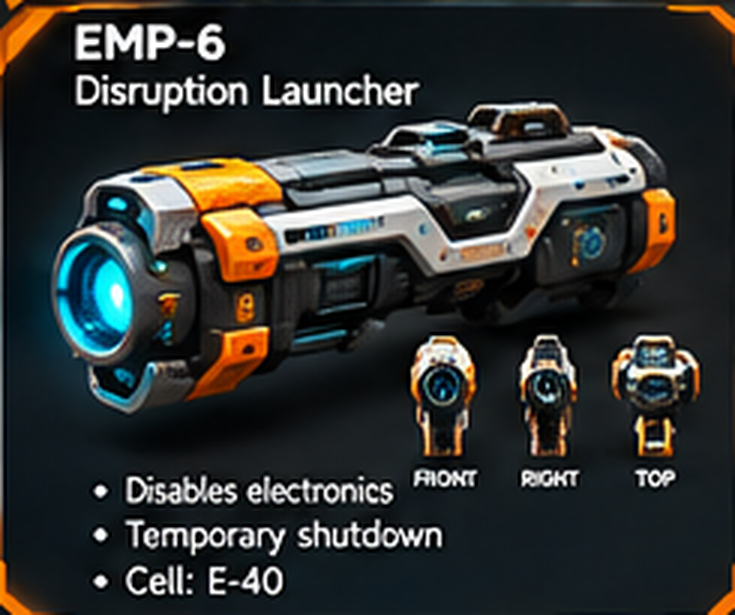 EMP-6
Disruption Launcher
FRONT RIGHT TOP
• Disables electronics
• Temporary shutdown
• Cell: E-40